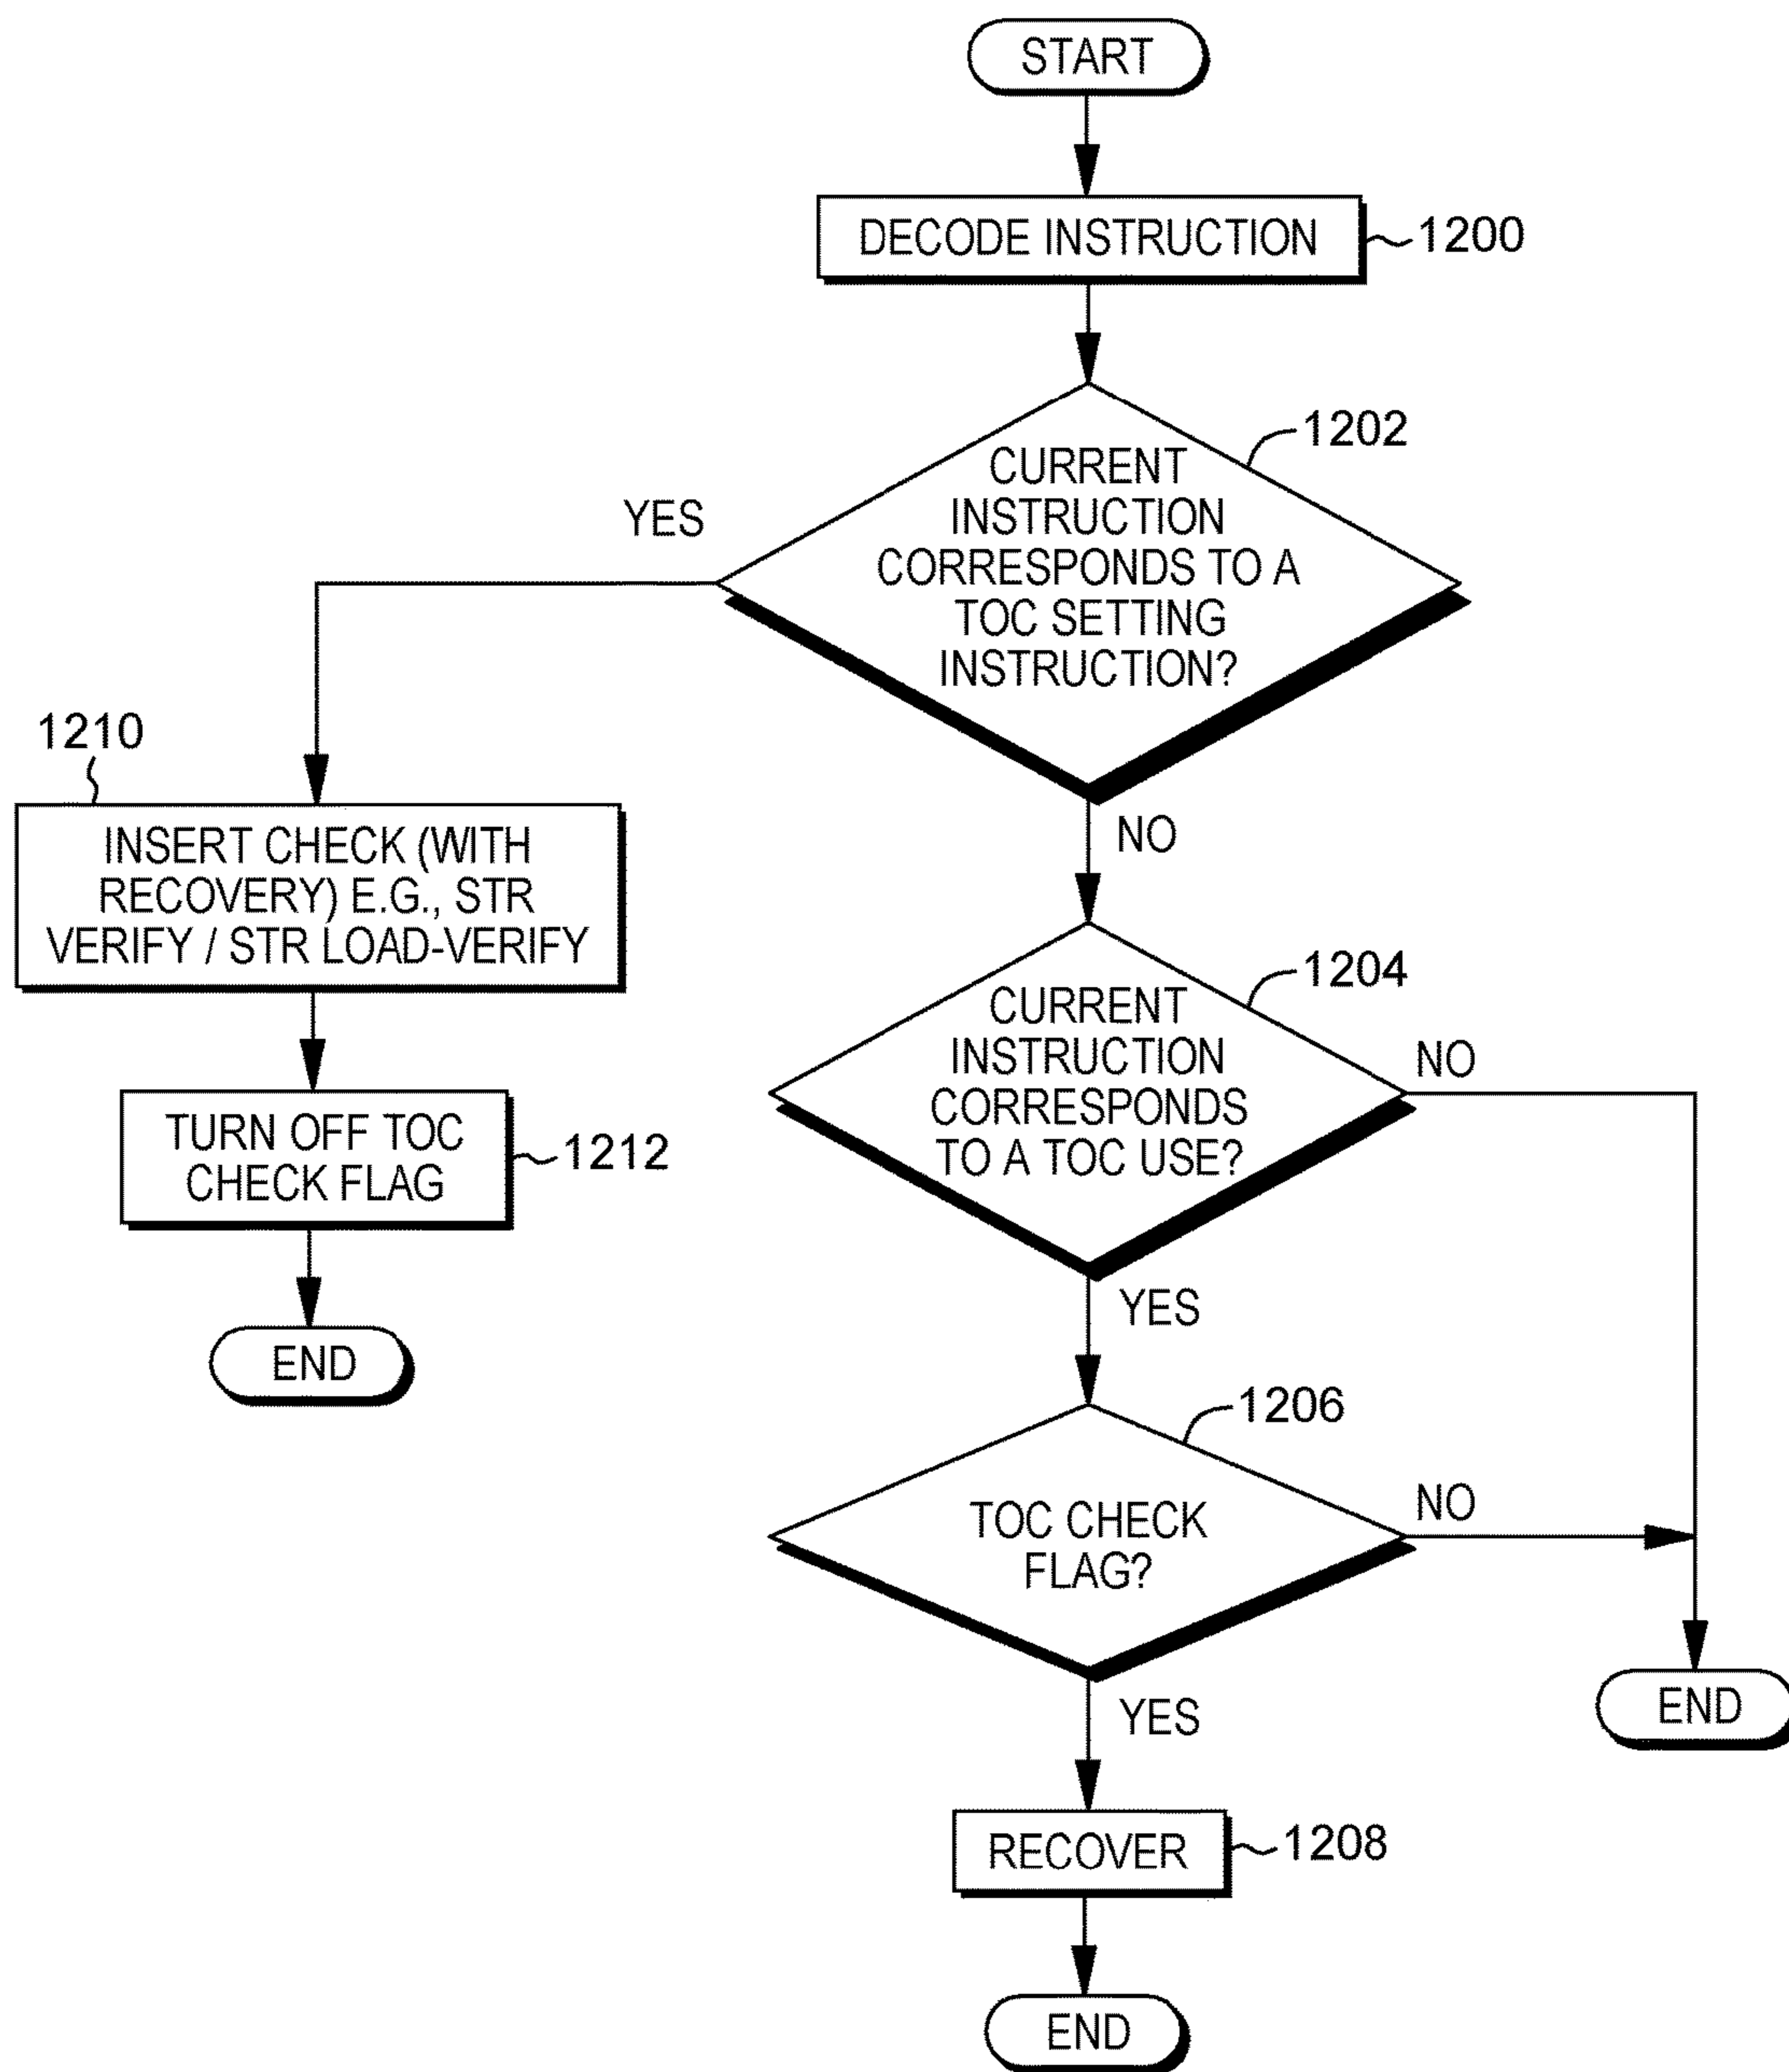 START
DECODE INSTRUCTION
1200
1202
CURRENT
INSTRUCTION
CORRESPONDS TO A
TOC SETTING
INSTRUCTION?
YES
NO
1210
INSERT CHECK (WITH
RECOVERY) E.G., STR
VERIFY / STR LOAD-VERIFY
TURN OFF TOC
CHECK FLAG
1212
END
1204
CURRENT
INSTRUCTION
CORRESPONDS
TO A TOC USE?
NO
YES
1206
TOC CHECK
FLAG?
NO
YES
END
RECOVER
1208
END